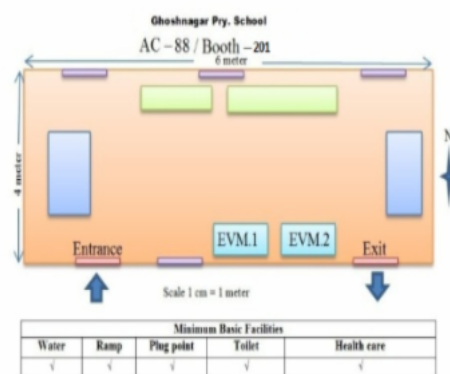 Ghoshnagar Pry. School
AC – 88 / Booth – 201
6 meter
4 meter
N
EVM.1 EVM.2
Entrance Exit
Scale 1 cm = 1 meter
Minimum Basic Facilities
Water Ramp Plug point Toilet Health care
√ √ √ √ √